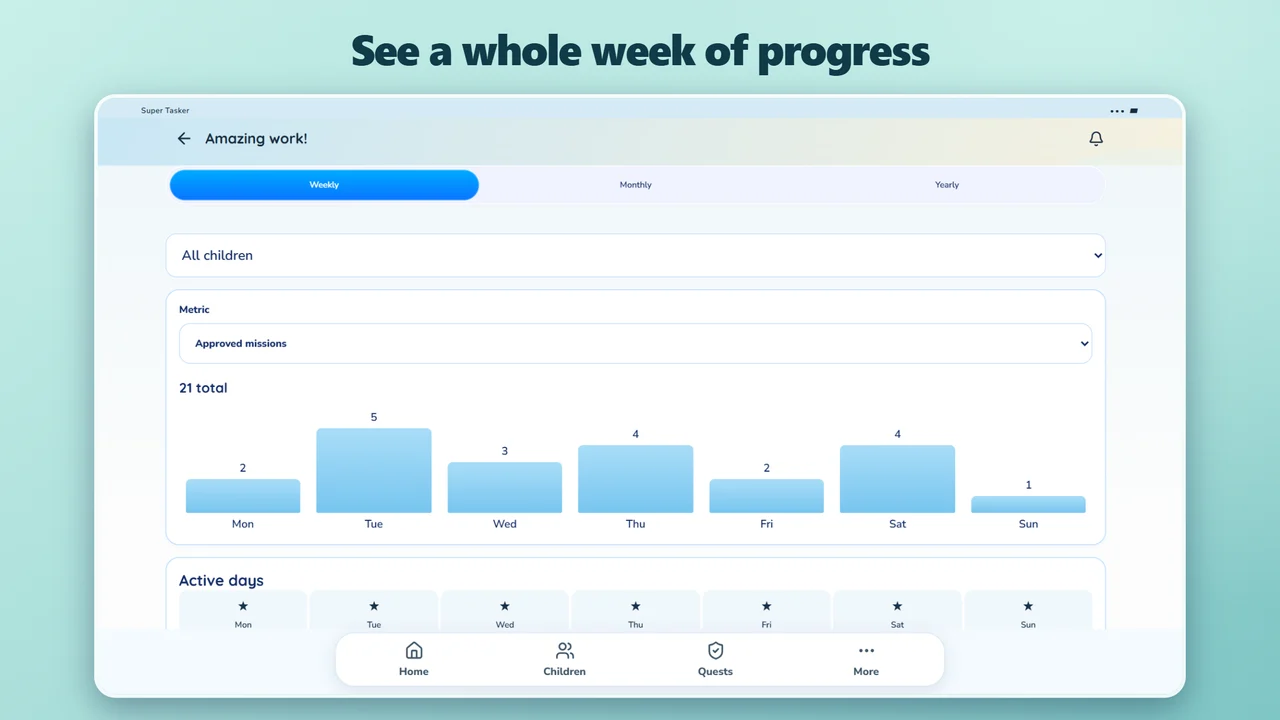 See a whole week of progress
Super Tasker
Amazing work!
Weekly Monthly Yearly
All children
Metric
Approved missions
21 total
2 5 3 4 2 4 1
Mon Tue Wed Thu Fri Sat Sun
Active days
Mon Tue Wed Thu Fri Sat Sun
Home Children Quests More